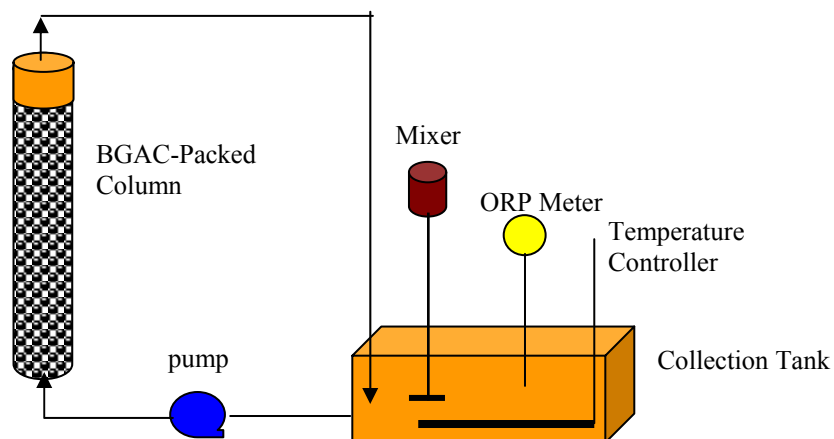 BGAC-Packed
Column
Mixer
ORP Meter
Temperature
Controller
pump
Collection Tank